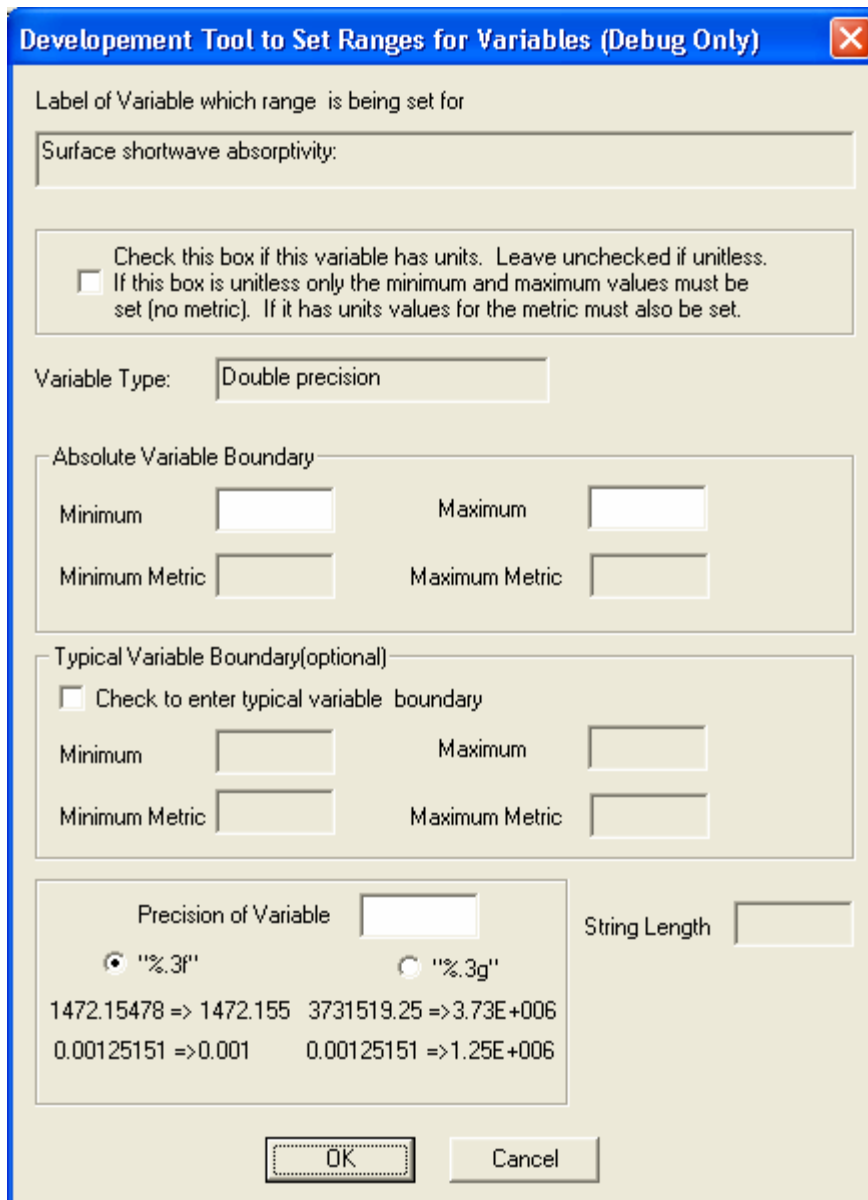 Developement Tool to Set Ranges for Variables (Debug Only)
Label of Variable which range is being set for
Surface shortwave absorptivity:
Check this box if this variable has units. Leave unchecked if unitless.
If this box is unitless only the minimum and maximum values must be
set (no metric). If it has units values for the metric must also be set.
Variable Type: Double precision
Absolute Variable Boundary
Minimum Maximum
Minimum Metric Maximum Metric
Typical Variable Boundary(optional)
Check to enter typical variable boundary
Minimum Maximum
Minimum Metric Maximum Metric
Precision of Variable String Length
"%.3f" "%.3g"
1472.15478 => 1472.155 3731519.25 =>3.73E+006
0.00125151 =>0.001 0.00125151 =>1.25E+006
OK Cancel